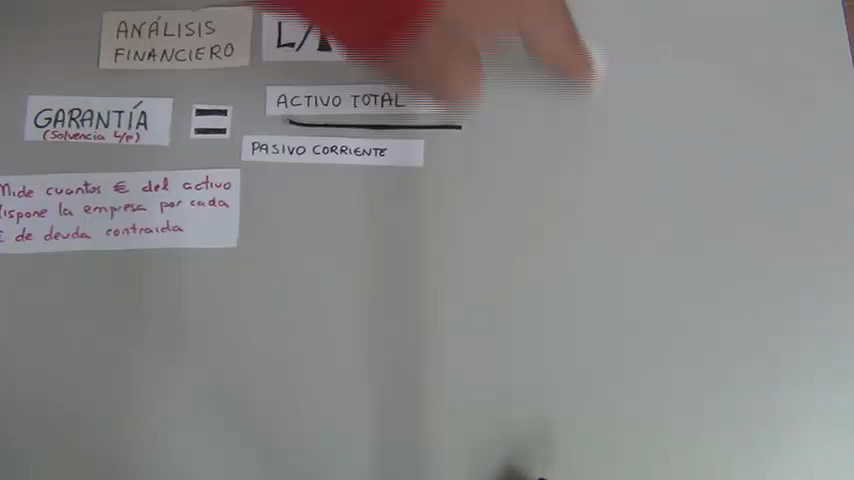 ANÁLISIS
FINANCIERO
L/
GARANTÍA
(Solvencia L/p)
=
ACTIVO TOTAL
PASIVO CORRIENTE
Mide cuantos € del activo
dispone la empresa por cada
€ de deuda contraida